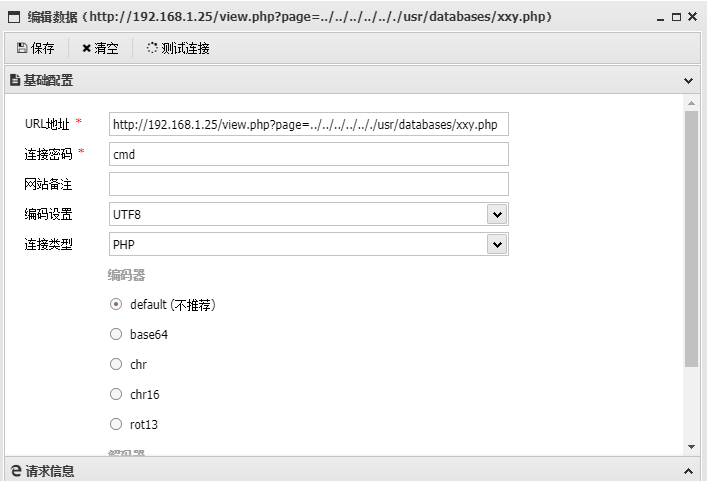 编辑数据（http://192.168.1.25/view.php?page=../../../../../usr/databases/xxy.php）
保存 清空 测试连接
基础配置
URL地址 * http://192.168.1.25/view.php?page=../../../../../usr/databases/xxy.php
连接密码 * cmd
网站备注
编码设置 UTF8
连接类型 PHP
编码器
default (不推荐)
base64
chr
chr16
rot13
解码器
请求信息